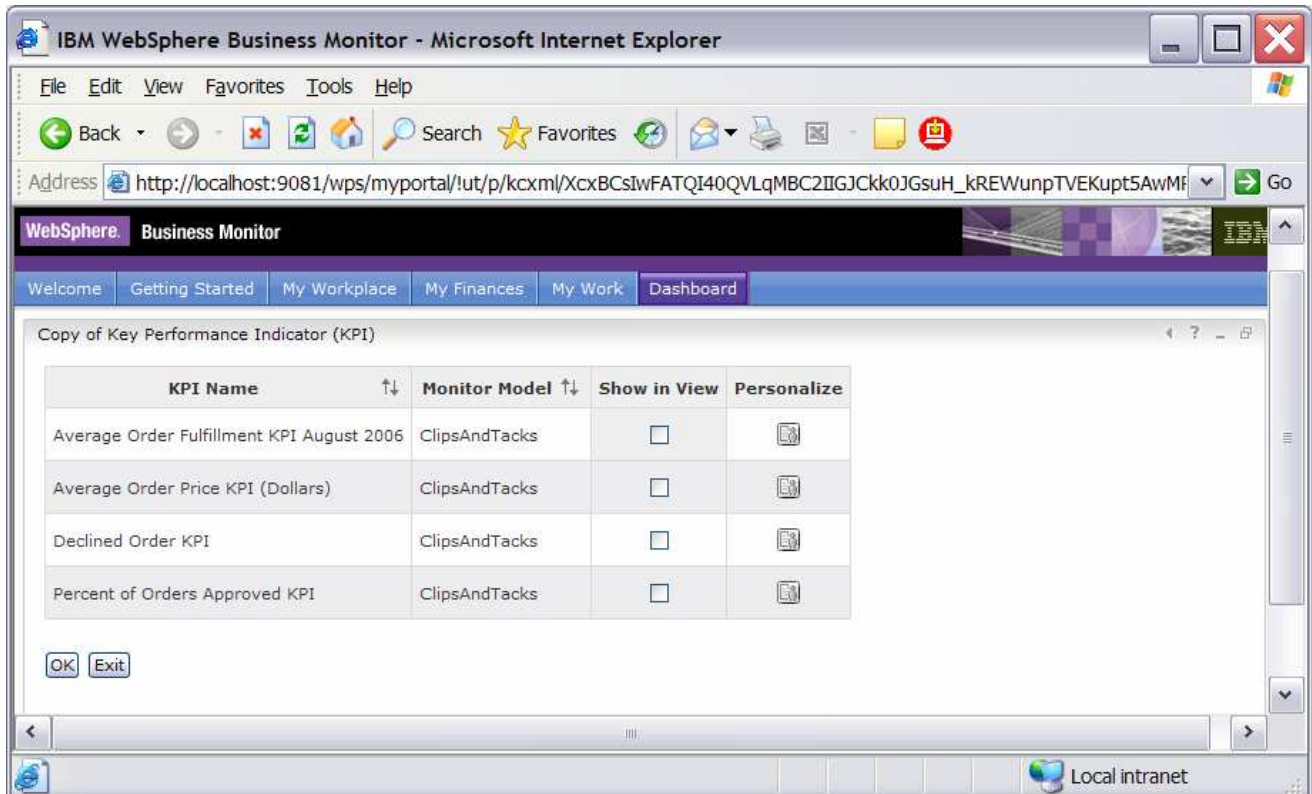 IBM WebSphere Business Monitor - Microsoft Internet Explorer
File Edit View Favorites Tools Help
Back Search Favorites
Address http://localhost:9081/wps/myportal/!ut/p/kcxml/ Go
WebSphere. Business Monitor IBM
Welcome Getting Started My Workplace My Finances My Work Dashboard
Copy of Key Performance Indicator (KPI) ?
KPI Name Monitor Model Show in View Personalize
Average Order Fulfillment KPI August 2006 ClipsAndTacks
Average Order Price KPI (Dollars) ClipsAndTacks
Declined Order KPI ClipsAndTacks
Percent of Orders Approved KPI ClipsAndTacks
OK Exit
Local intranet